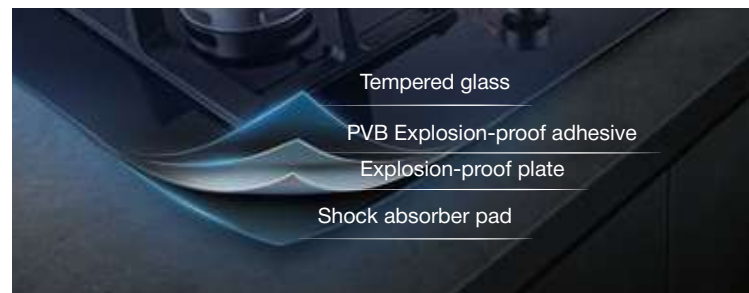 Tempered glass
PVB Explosion-proof adhesive
Explosion-proof plate
Shock absorber pad